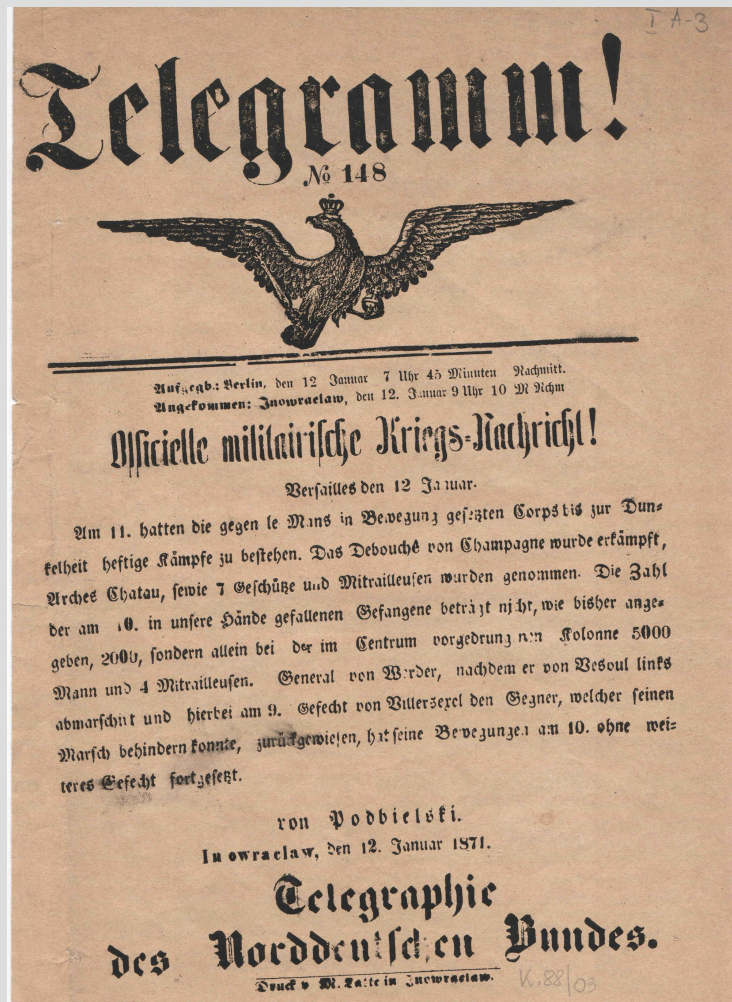 I A-3
Telegramm!
№ 148
Aufgegb.: Berlin, den 12 Januar 7 Uhr 45 Minuten Nachmitt.
Angekommen: Inowraclaw, den 12. Januar 9 Uhr 10 M Nchm
Officielle militairische Kriegs-Nachricht!
Versailles den 12 Januar.
Am 11. hatten die gegen le Mans in Bewegung gesetzten Corps bis zur Dun-
kelheit heftige Kämpfe zu bestehen. Das Debouché von Champagne wurde erkämpft,
Arches Chatau, sewie 7 Geschütze und Mitrailleusen wurden genommen. Die Zahl
der am 10. in unsere Hände gefallenen Gefangene beträgt nicht, wie bisher ange-
geben, 2000, sondern allein bei der im Centrum vorgedrungenen Kolonne 5000
Mann und 4 Mitrailleusen. General von Werder, nachdem er von Vesoul links
abmarschirt und hierbei am 9. Gefecht von Villersexel den Gegner, welcher seinen
Marsch behindern konnte, zurückgewiesen, hat seine Bewegungen am 10. ohne wei-
teres Gefecht fortgesetzt.
von Podbielski.
Inowraclaw, den 12. Januar 1871.
Telegraphie
des Norddeutschen Bundes.
Druck v M. Latte in Inowraclaw.
K.88/03